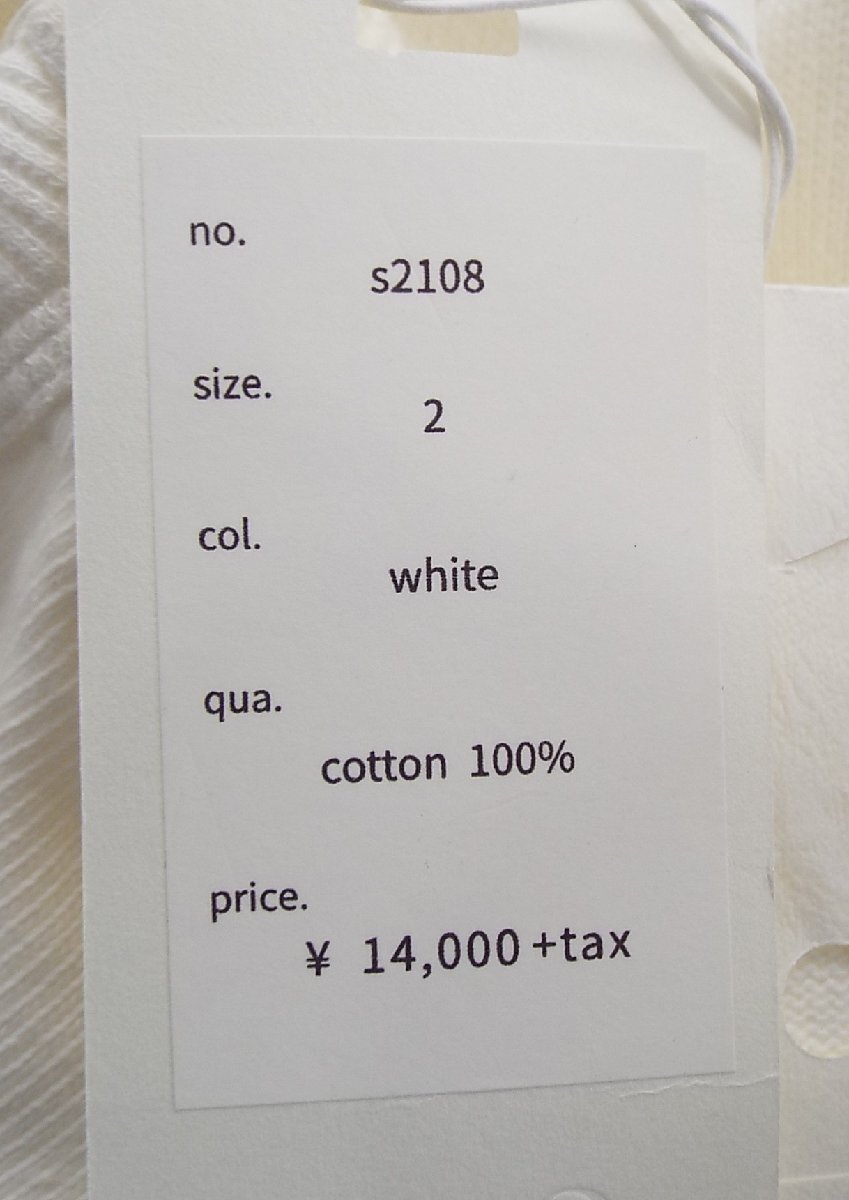 no.
s2108
size.
2
col.
white
qua.
cotton 100%
price.
¥ 14,000+tax